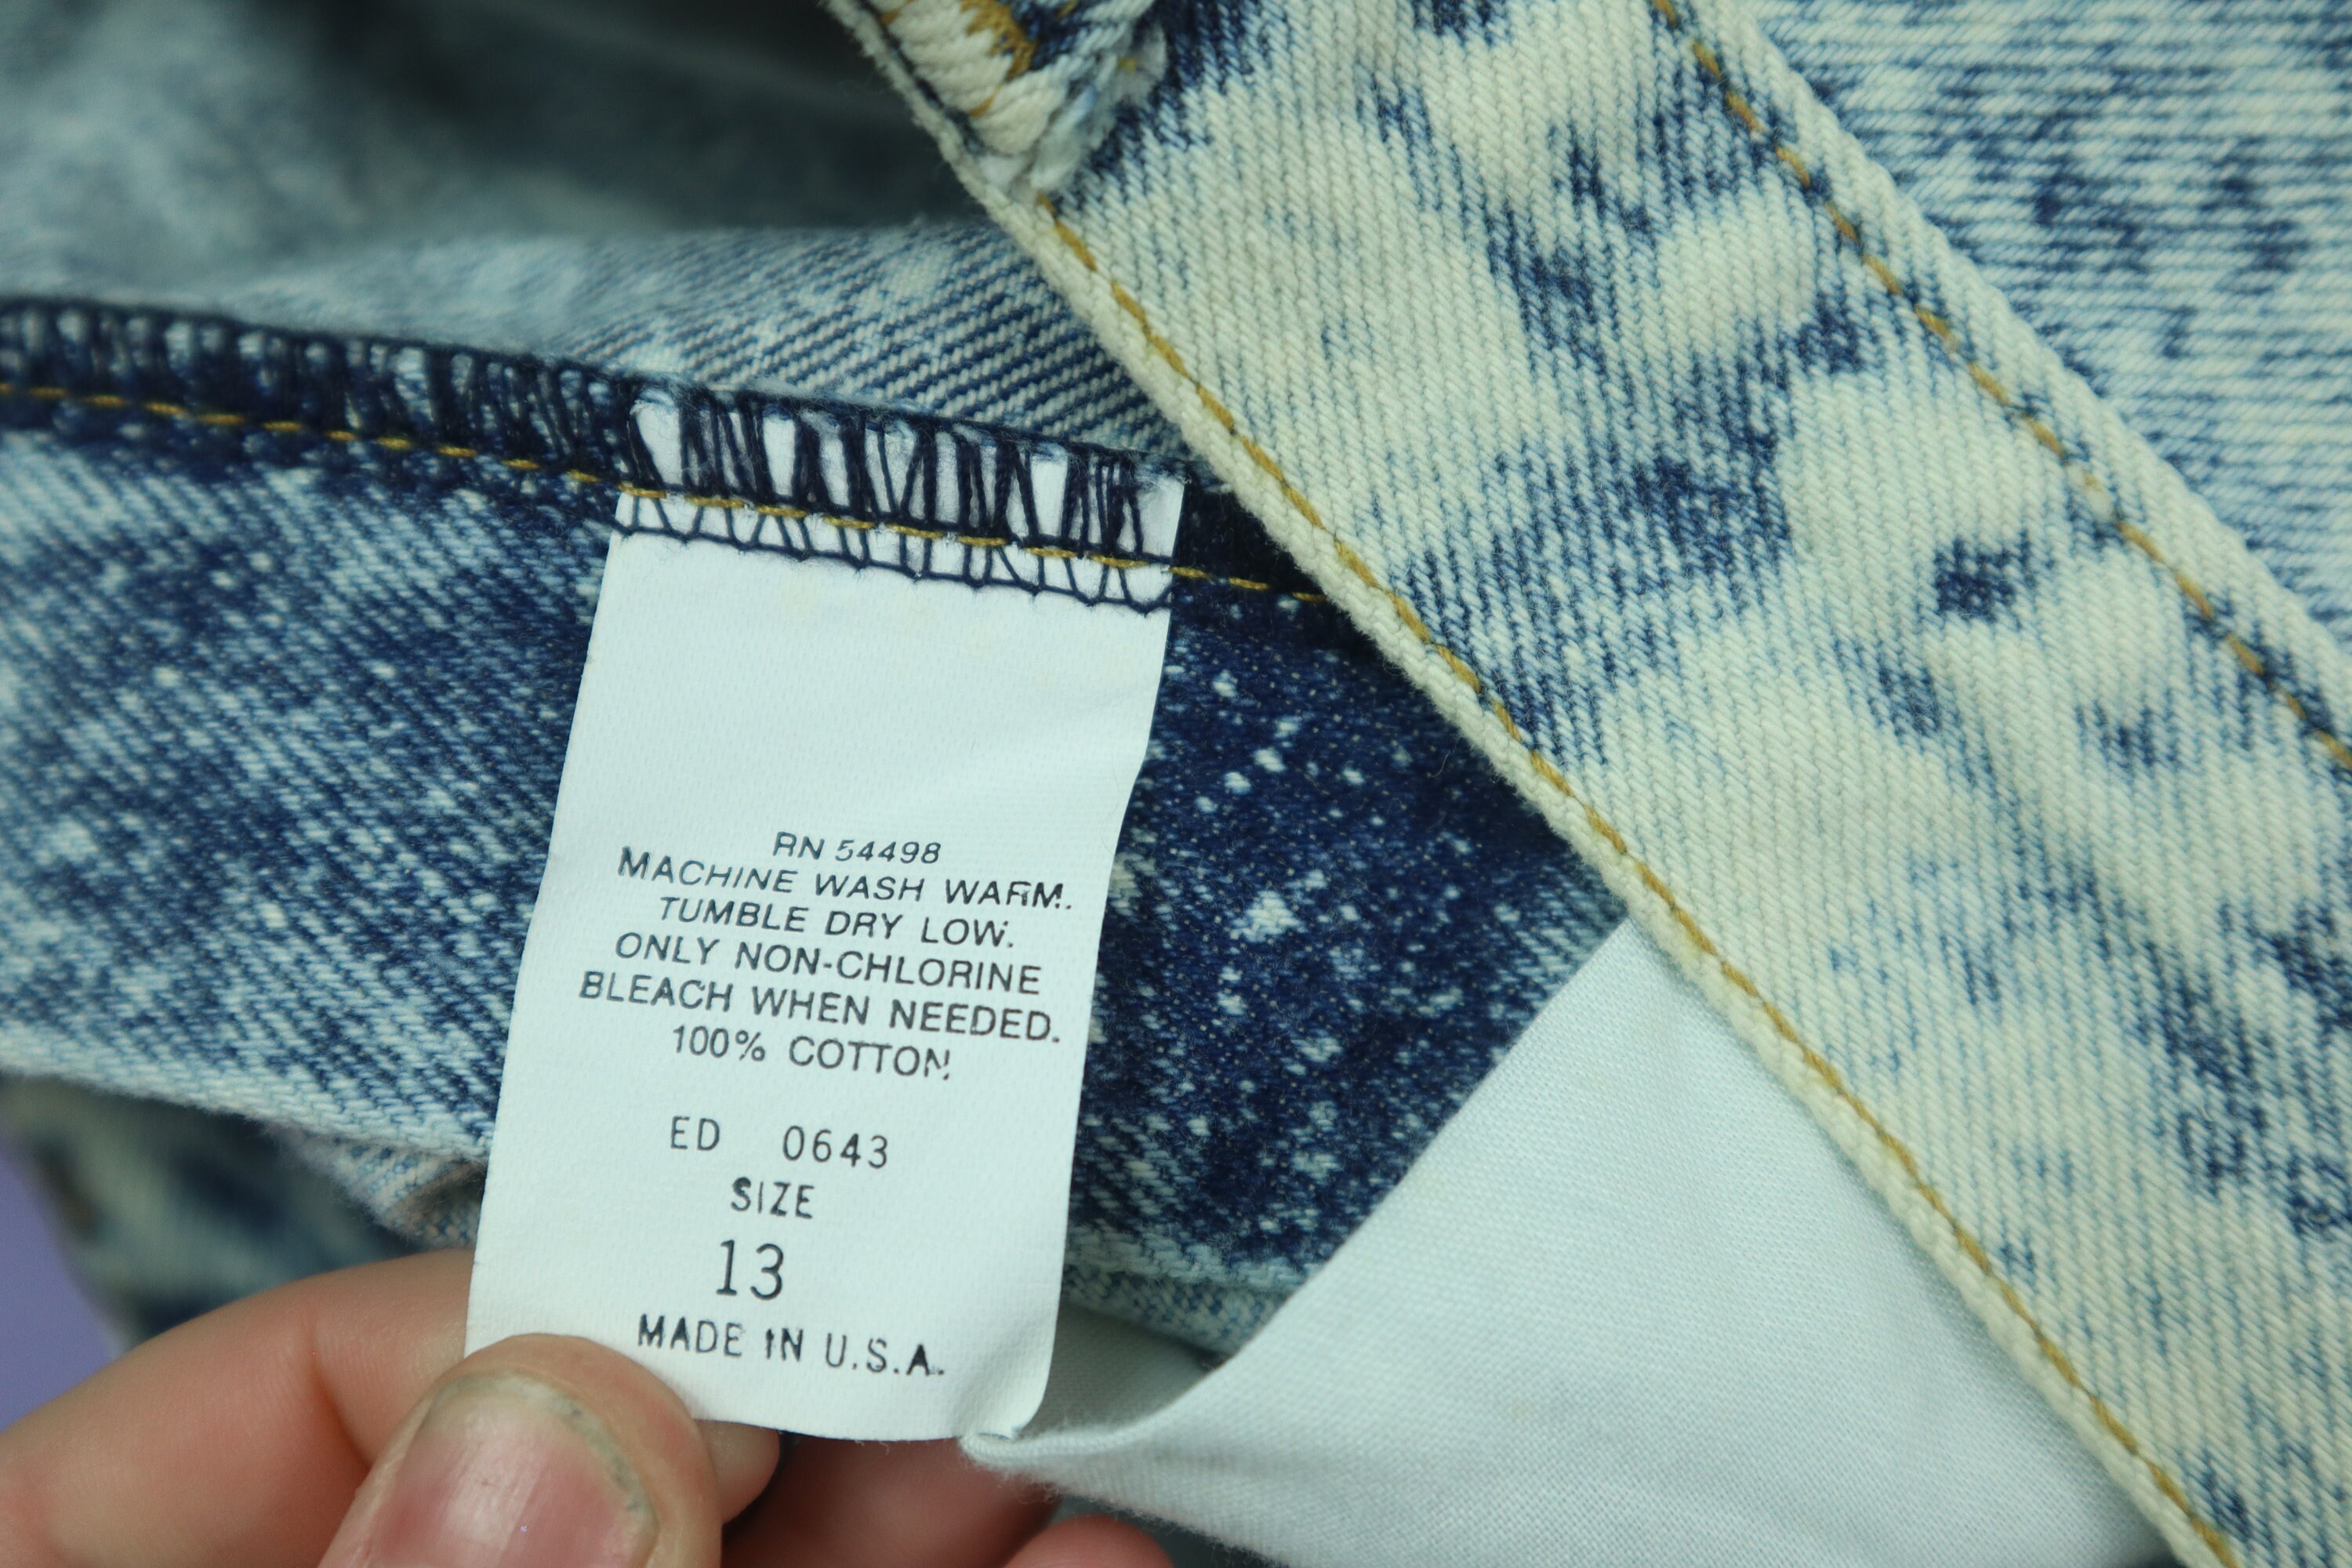 RN 54498
MACHINE WASH WARM.
TUMBLE DRY LOW.
ONLY NON-CHLORINE
BLEACH WHEN NEEDED.
100% COTTON
ED 0643
SIZE
13
MADE IN U.S.A.